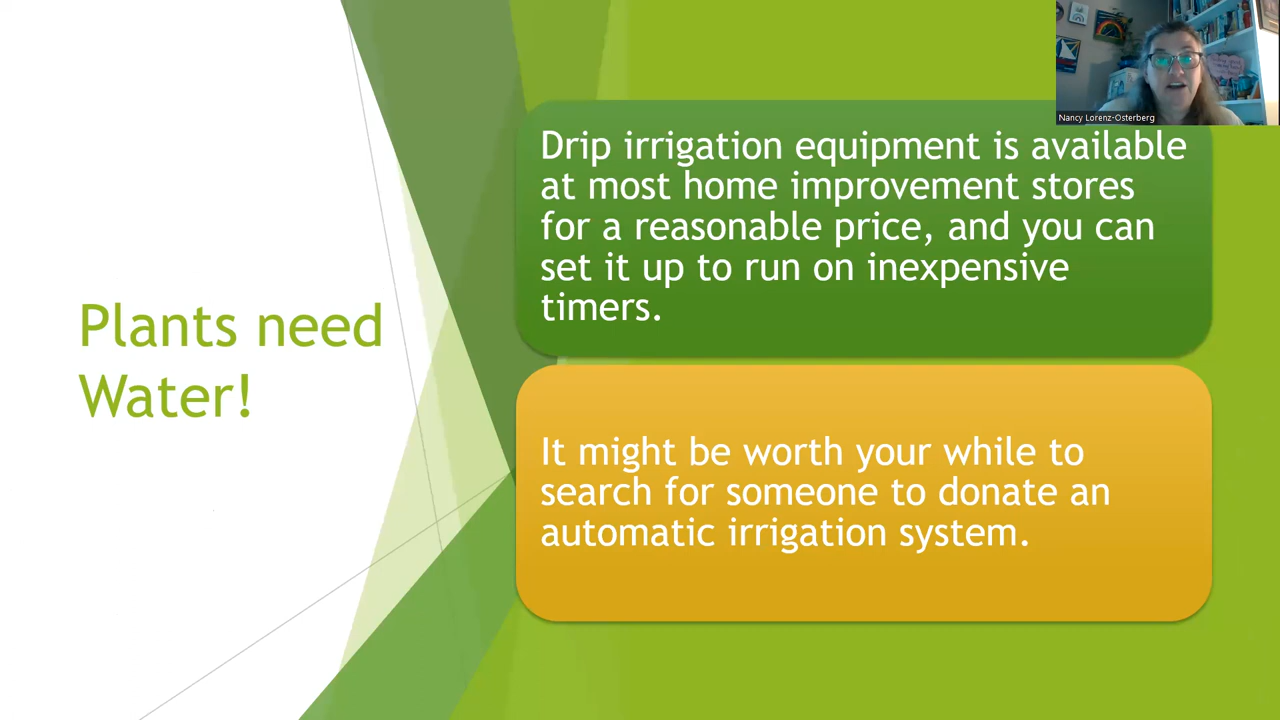 Nancy Lorenz-Osterberg
Drip irrigation equipment is available
at most home improvement stores
for a reasonable price, and you can
set it up to run on inexpensive
timers.
Plants need
Water!
It might be worth your while to
search for someone to donate an
automatic irrigation system.